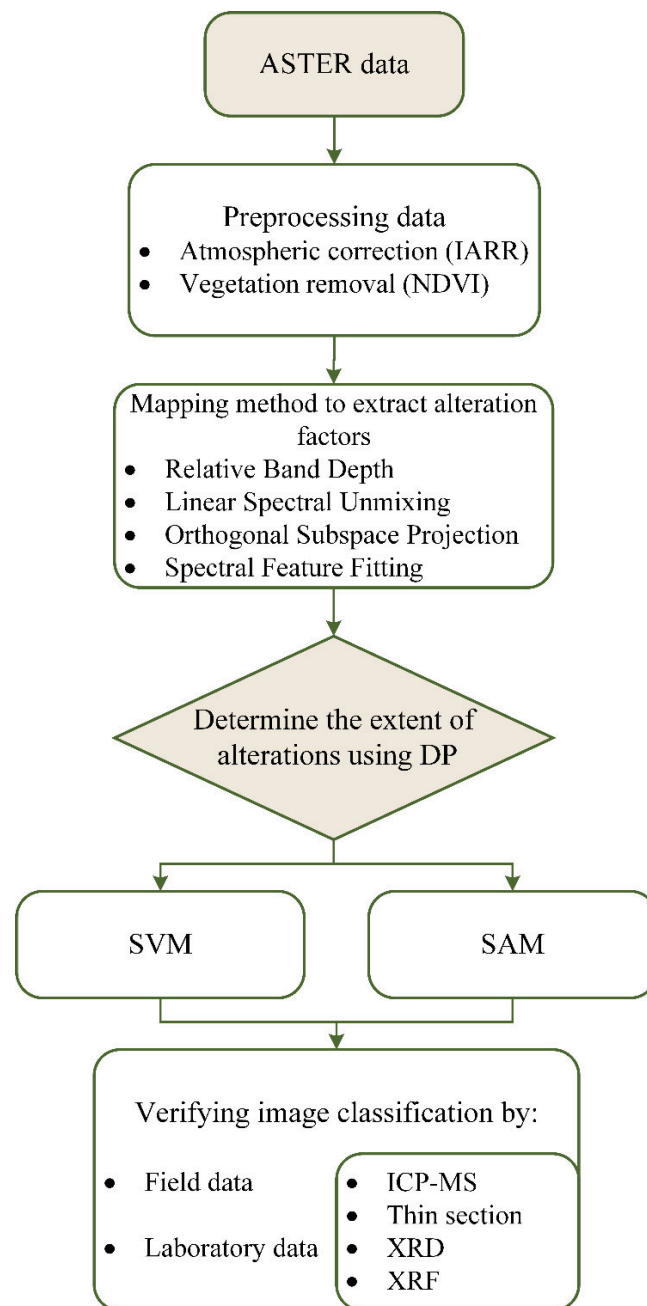 ASTER data
Preprocessing data
• Atmospheric correction (IARR)
• Vegetation removal (NDVI)
Mapping method to extract alteration
factors
• Relative Band Depth
• Linear Spectral Unmixing
• Orthogonal Subspace Projection
• Spectral Feature Fitting
Determine the extent of
alterations using DP
SVM
SAM
Verifying image classification by:
• Field data
• Laboratory data
• ICP-MS
• Thin section
• XRD
• XRF